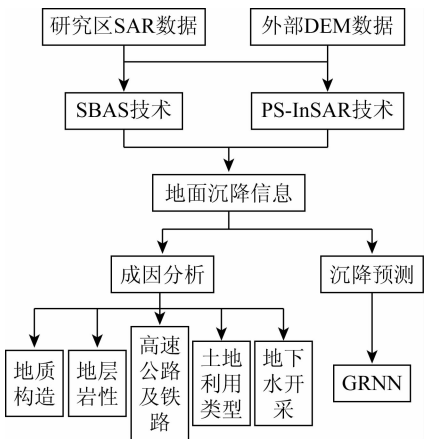 研究区SAR数据
外部DEM数据
SBAS技术
PS-InSAR技术
地面沉降信息
成因分析
沉降预测
地质
构造
地层
岩性
高速
公路
及铁
路
土地
利用
类型
地下
水开
采
GRNN